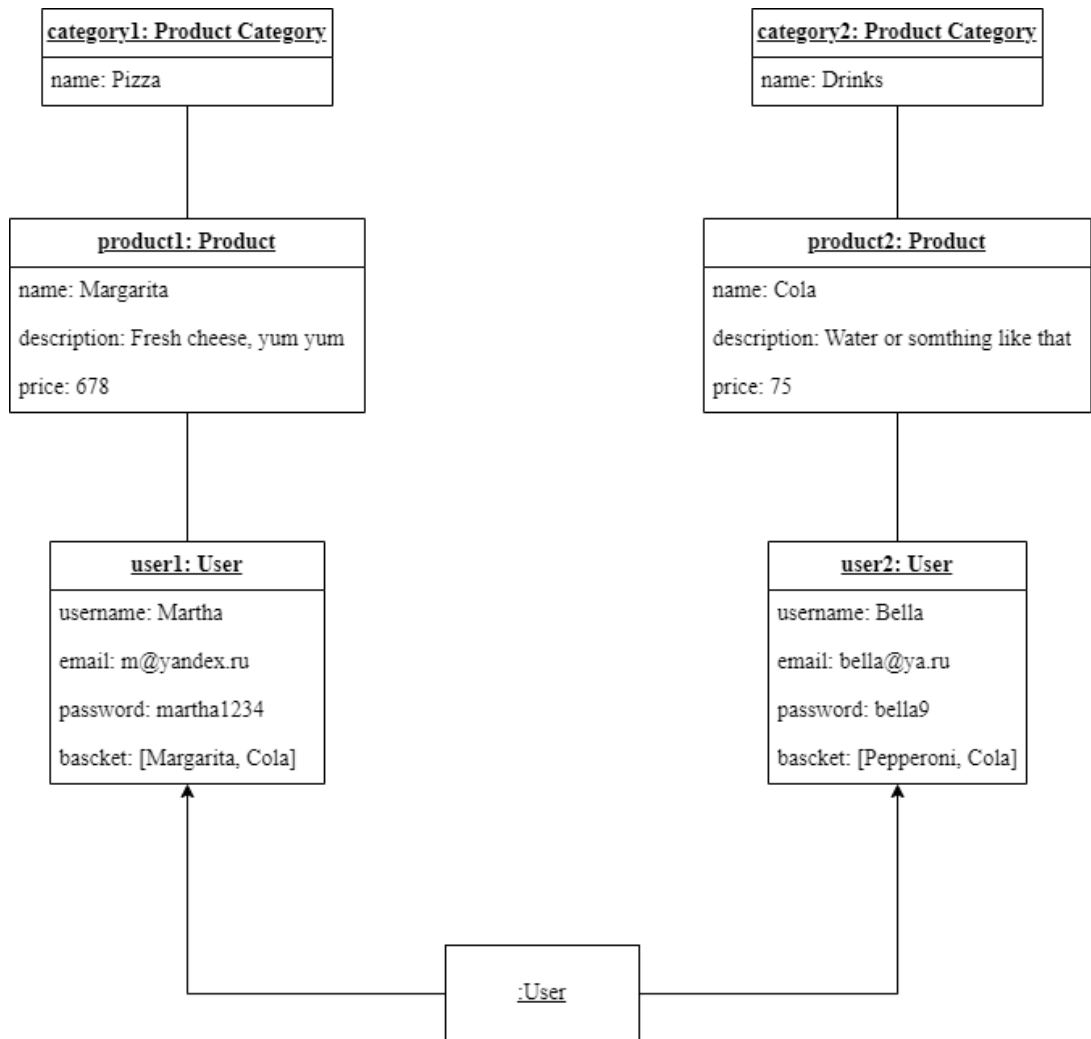 category1: Product Category
name: Pizza
category2: Product Category
name: Drinks
product1: Product
name: Margarita
description: Fresh cheese, yum yum
price: 678
product2: Product
name: Cola
description: Water or somthing like that
price: 75
user1: User
username: Martha
email: m@yandex.ru
password: martha1234
bascket: [Margarita, Cola]
user2: User
username: Bella
email: bella@ya.ru
password: bella9
bascket: [Pepperoni, Cola]
:User